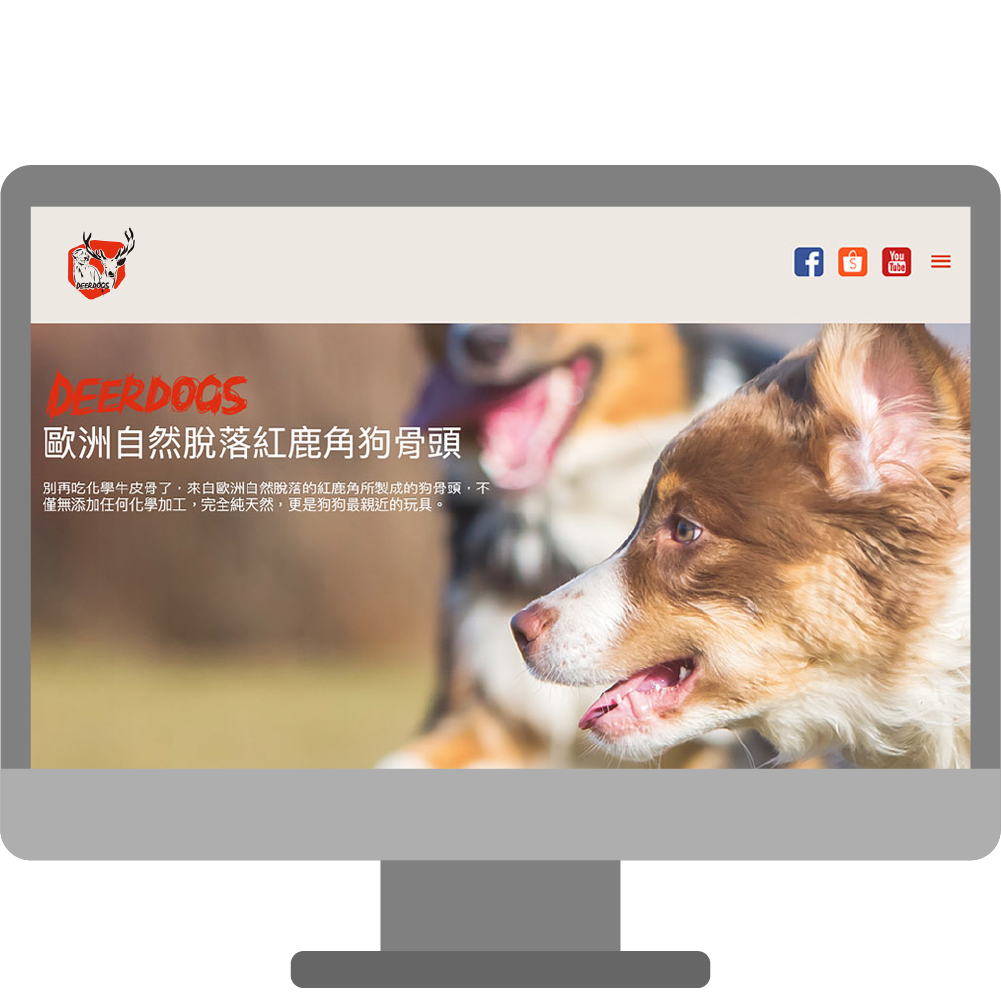 DEERDOGS
You
Tube
DEERDOGS
歐洲自然脫落紅鹿角狗骨頭
別再吃化學牛皮骨了，來自歐洲自然脫落的紅鹿角所製成的狗骨頭，不
僅無添加任何化學加工，完全純天然，更是狗狗最親近的玩具。